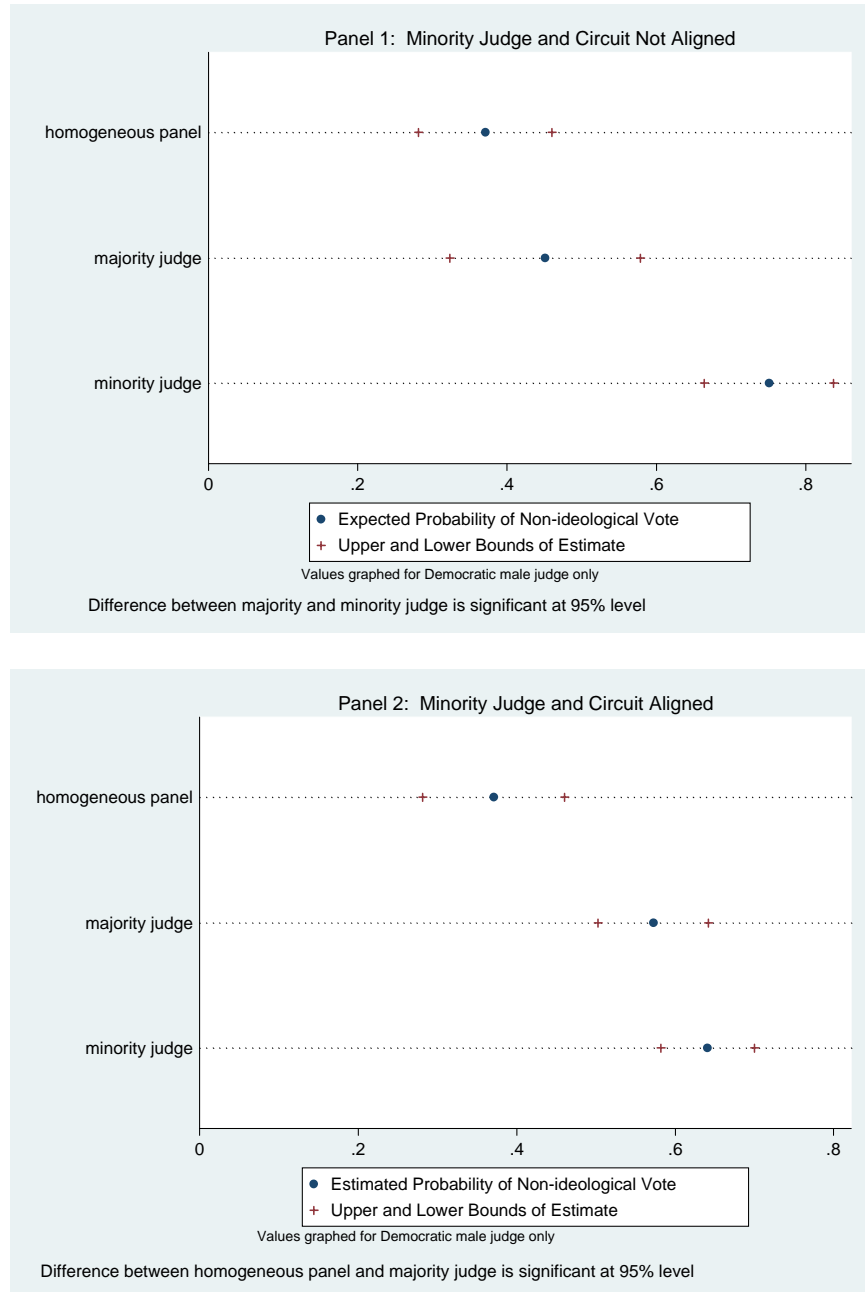 Panel 1:  Minority Judge and Circuit Not Aligned
homogeneous panel
majority judge
minority judge
0 .2 .4 .6 .8
Expected Probability of Non-ideological Vote
Upper and Lower Bounds of Estimate
Values graphed for Democratic male judge only
Difference between majority and minority judge is significant at 95% level
Panel 2:  Minority Judge and Circuit Aligned
homogeneous panel
majority judge
minority judge
0 .2 .4 .6 .8
Estimated Probability of Non-ideological Vote
Upper and Lower Bounds of Estimate
Values graphed for Democratic male judge only
Difference between homogeneous panel and majority judge is significant at 95% level